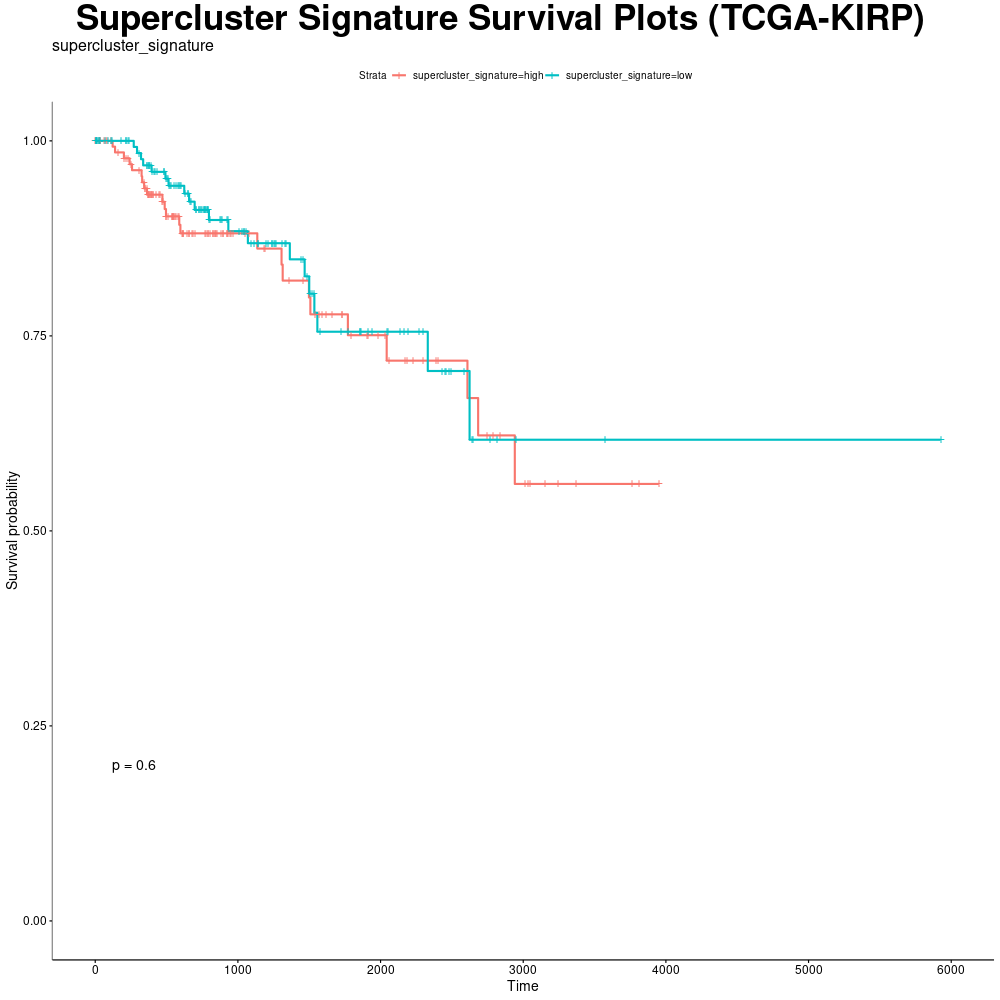 Supercluster Signature Survival Plots (TCGA-KIRP)
supercluster_signature
Strata supercluster_signature=high supercluster_signature=low
1.00
0.75
0.50
0.25
0.00
Survival probability
p = 0.6
0 1000 2000 3000 4000 5000 6000
Time